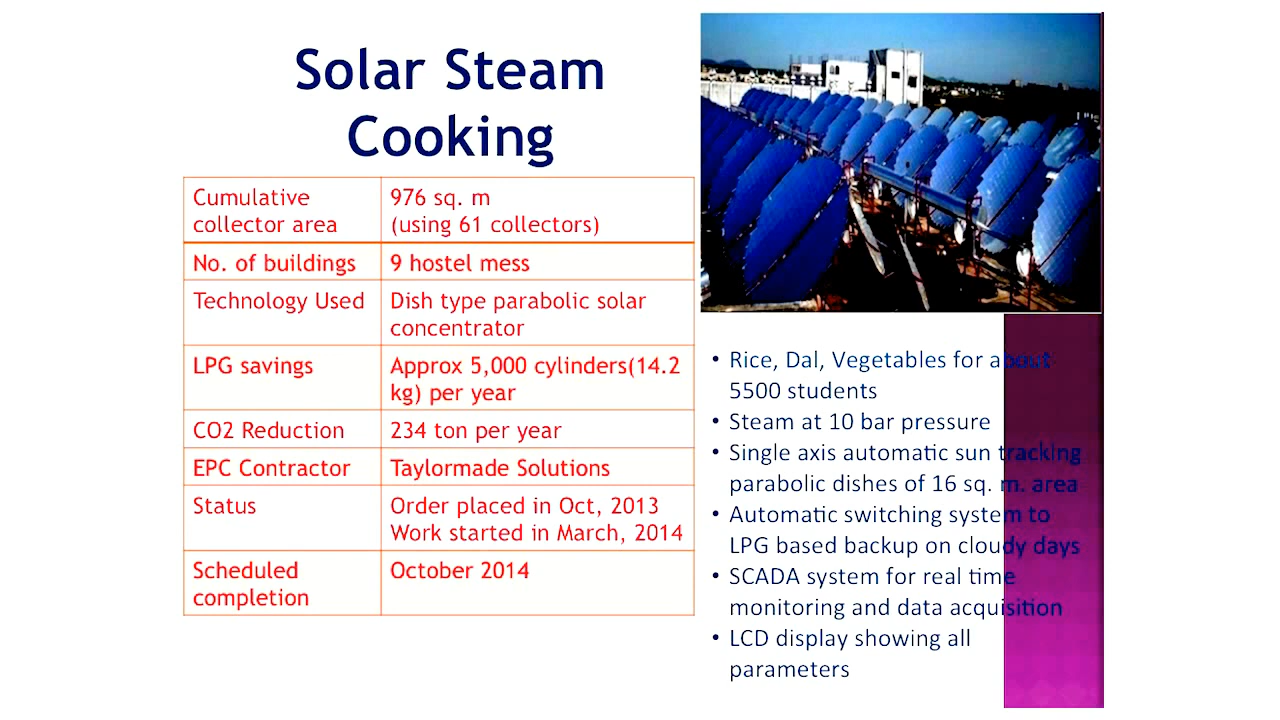 Solar Steam
Cooking
Cumulative collector area
976 sq. m
(using 61 collectors)
No. of buildings
9 hostel mess
Technology Used
Dish type parabolic solar
concentrator
LPG savings
Approx 5,000 cylinders(14.2
kg) per year
CO2 Reduction
234 ton per year
EPC Contractor
Taylormade Solutions
Status
Order placed in Oct, 2013
Work started in March, 2014
Scheduled
completion
October 2014
• Rice, Dal, Vegetables for about
5500 students
• Steam at 10 bar pressure
• Single axis automatic sun tracking
parabolic dishes of 16 sq. m. area
• Automatic switching system to
LPG based backup on cloudy days
• SCADA system for real time
monitoring and data acquisition
• LCD display showing all
parameters